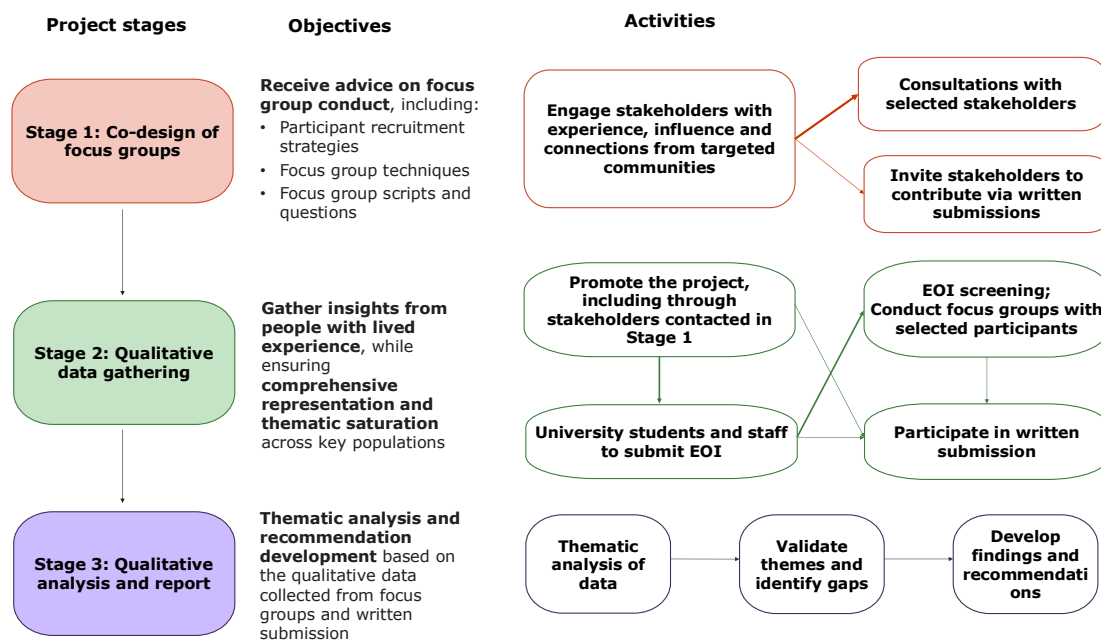 Project stages
Objectives
Activities
Stage 1: Co-design of
focus groups
Receive advice on focus
group conduct, including:
• Participant recruitment
strategies
• Focus group techniques
• Focus group scripts and
questions
Engage stakeholders with
experience, influence and
connections from targeted
communities
Consultations with
selected stakeholders
Invite stakeholders to
contribute via written
submissions
Stage 2: Qualitative
data gathering
Gather insights from
people with lived
experience, while
ensuring
comprehensive
representation and
thematic saturation
across key populations
Promote the project,
including through
stakeholders contacted in
Stage 1
University students and staff
to submit EOI
EOI screening;
Conduct focus groups with
selected participants
Participate in written
submission
Stage 3: Qualitative
analysis and report
Thematic analysis and
recommendation
development based on
the qualitative data
collected from focus
groups and written
submission
Thematic
analysis of
data
Validate
themes and
identify gaps
Develop
findings and
recommendati
ons